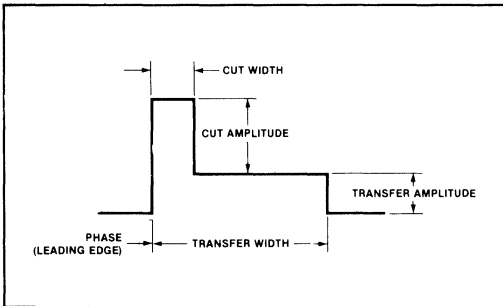 CUT WIDTH
CUT AMPLITUDE
TRANSFER AMPLITUDE
PHASE
(LEADING EDGE)
TRANSFER WIDTH